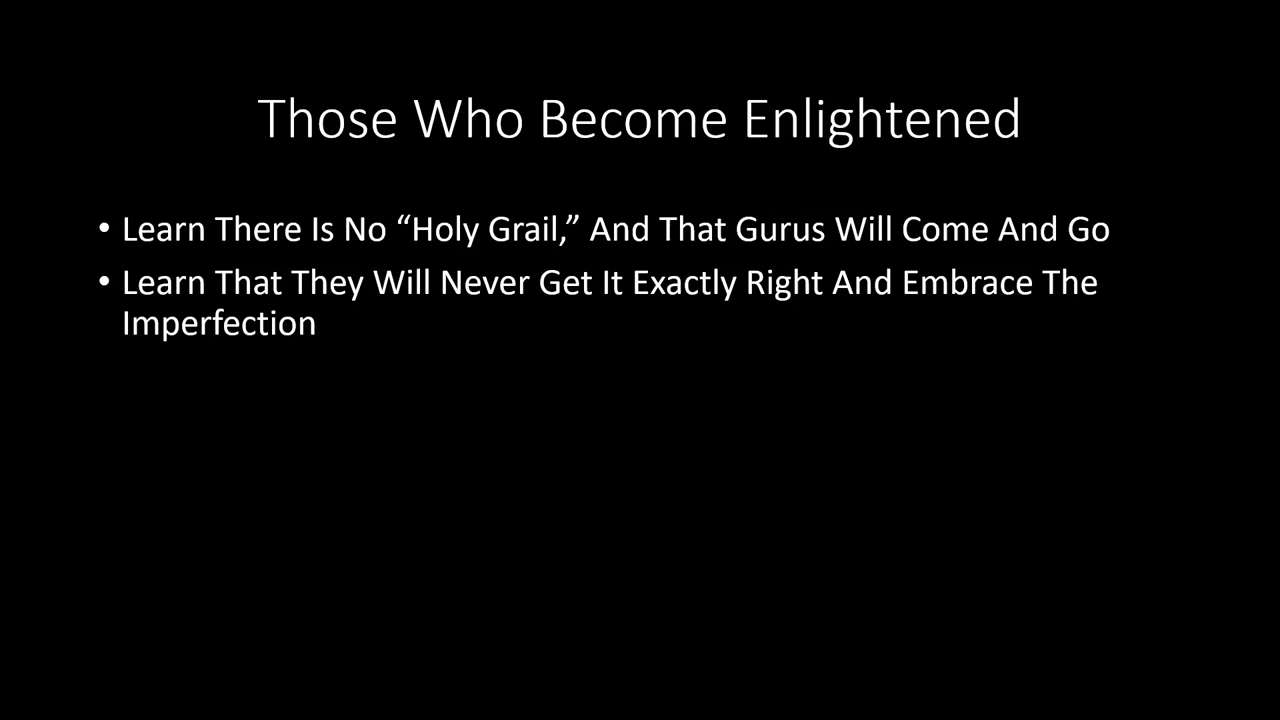 Those Who Become Enlightened
• Learn There Is No “Holy Grail,” And That Gurus Will Come And Go
• Learn That They Will Never Get It Exactly Right And Embrace The
Imperfection